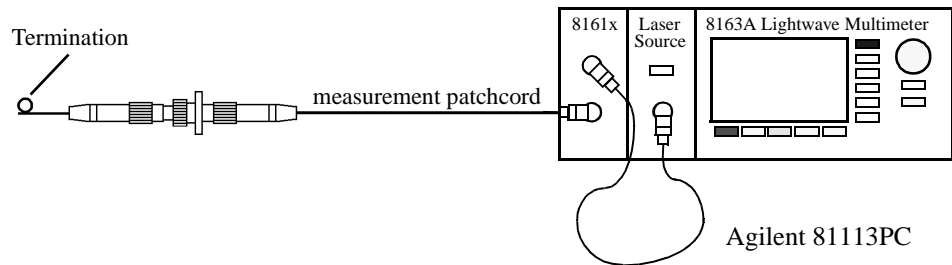 8161x
Laser
Source
8163A Lightwave Multimeter
Termination
measurement patchcord
Agilent 81113PC